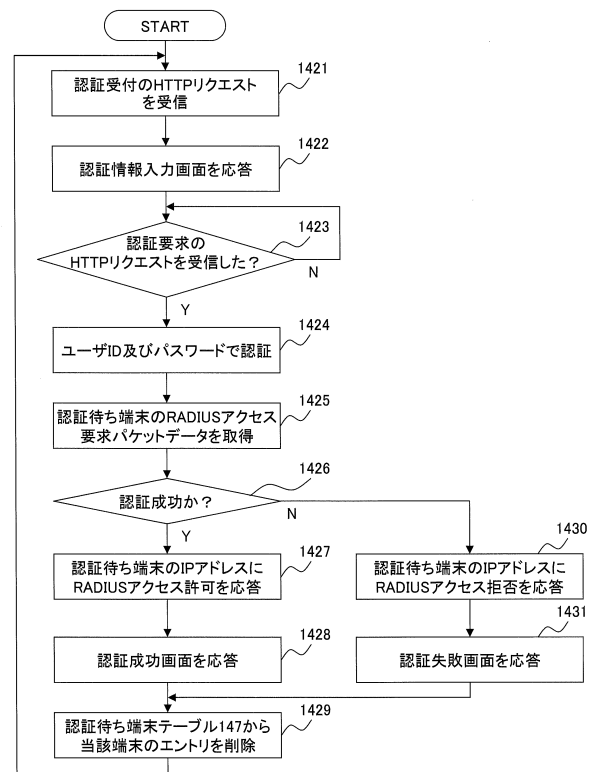 START
1421
認証受付のHTTPリクエスト
を受信
1422
認証情報入力画面を応答
1423
認証要求の
HTTPリクエストを受信した？
N
Y
1424
ユーザID及びパスワードで認証
1425
認証待ち端末のRADIUSアクセス
要求パケットデータを取得
1426
認証成功か？
N
Y
1427
認証待ち端末のIPアドレスに
RADIUSアクセス許可を応答
1430
認証待ち端末のIPアドレスに
RADIUSアクセス拒否を応答
1428
認証成功画面を応答
1431
認証失敗画面を応答
1429
認証待ち端末テーブル147から
当該端末のエントリを削除